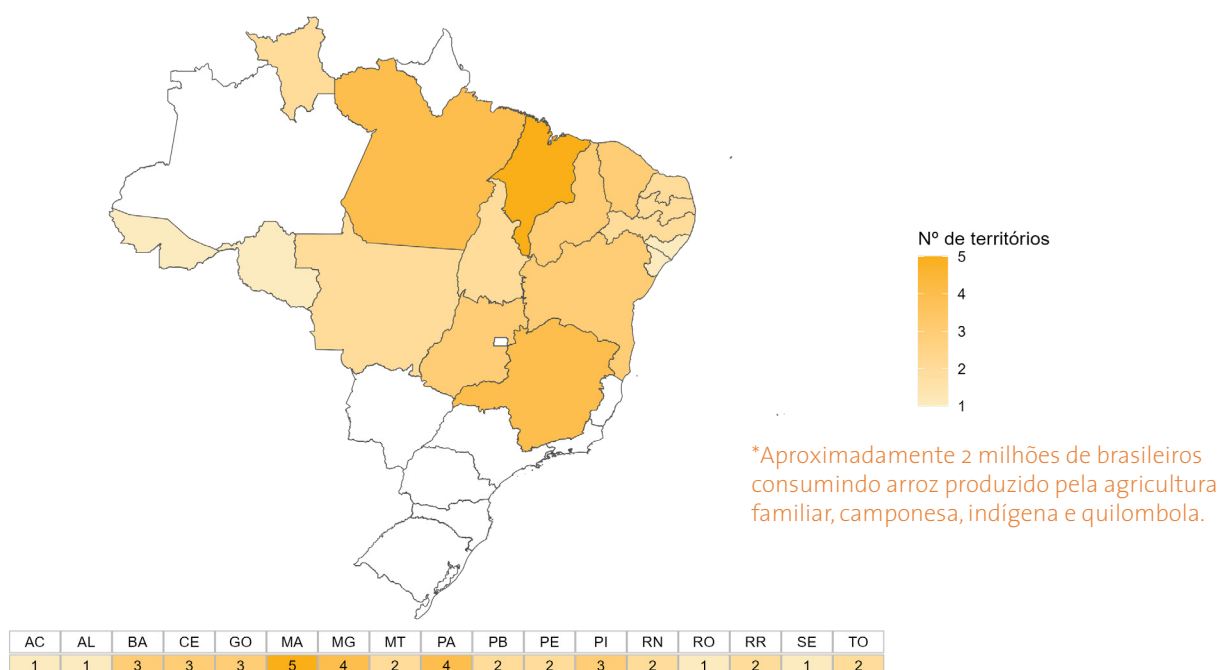 Nº de territórios
5
4
3
2
1
*Aproximadamente 2 milhões de brasileiros
consumindo arroz produzido pela agricultura
familiar, camponesa, indígena e quilombola.
AC AL BA CE GO MA MG MT PA PB PE PI RN RO RR SE TO
1 1 3 3 3 5 4 2 4 2 2 3 2 1 2 1 2